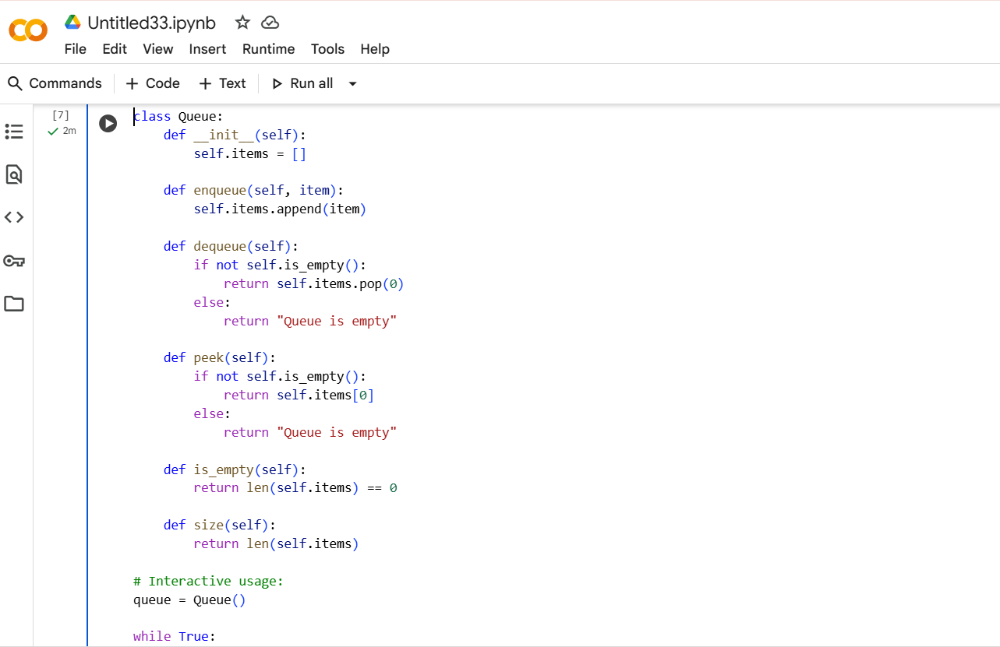 Untitled33.ipynb
File Edit View Insert Runtime Tools Help
Commands + Code + Text Run all
[7]
2m
class Queue:
    def __init__(self):
        self.items = []

    def enqueue(self, item):
        self.items.append(item)

    def dequeue(self):
        if not self.is_empty():
            return self.items.pop(0)
        else:
            return "Queue is empty"

    def peek(self):
        if not self.is_empty():
            return self.items[0]
        else:
            return "Queue is empty"

    def is_empty(self):
        return len(self.items) == 0

    def size(self):
        return len(self.items)

# Interactive usage:
queue = Queue()

while True: